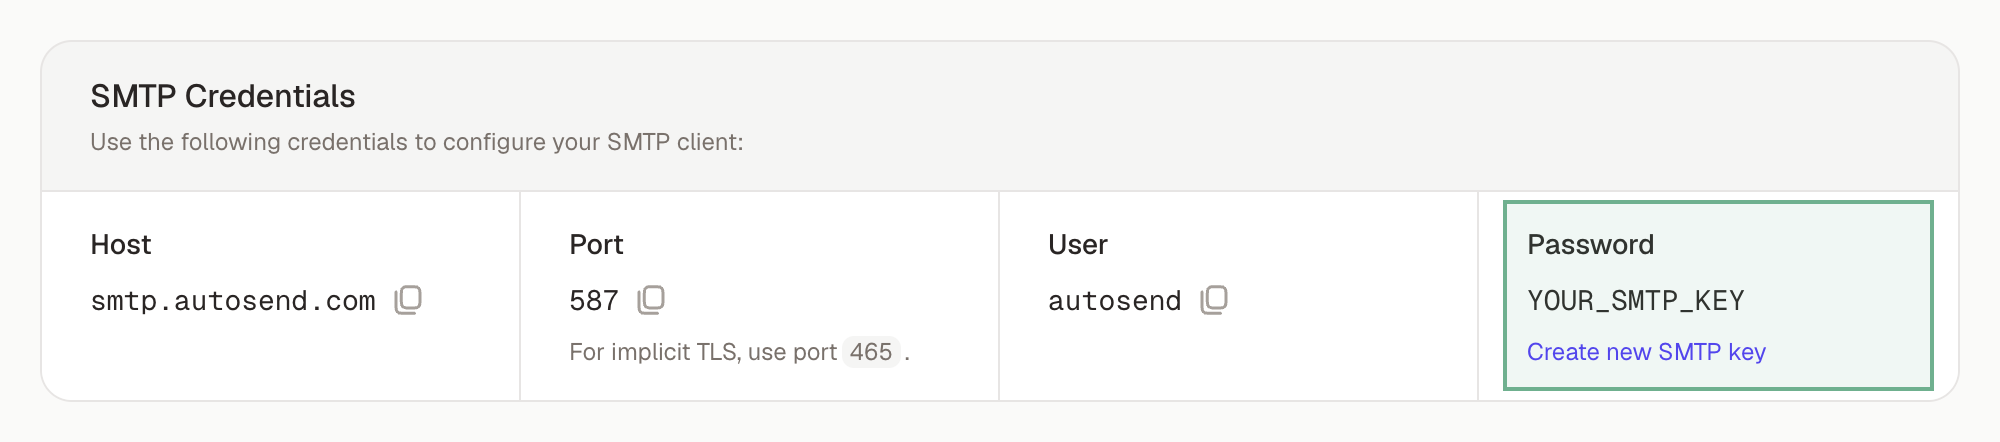 SMTP Credentials
Use the following credentials to configure your SMTP client:
Host
smtp.autosend.com
Port
587
For implicit TLS, use port 465 .
User
autosend
Password
YOUR_SMTP_KEY
Create new SMTP key